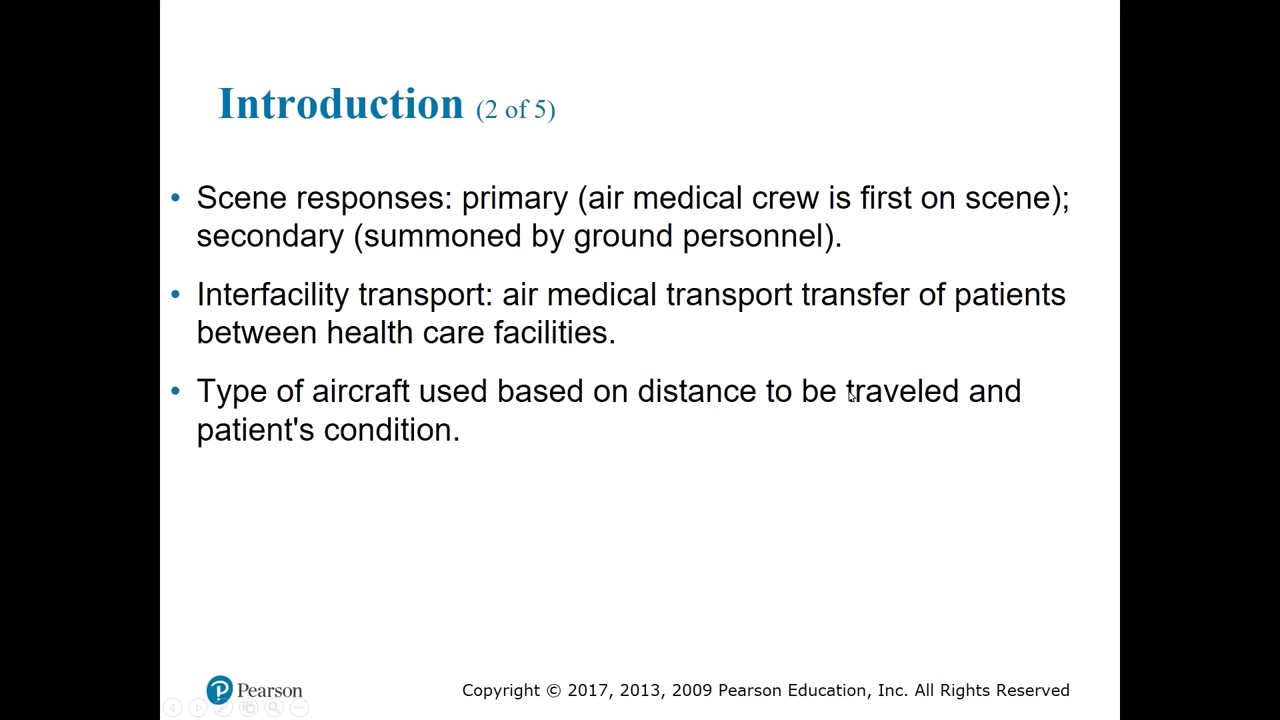 Introduction (2 of 5)
• Scene responses: primary (air medical crew is first on scene);
secondary (summoned by ground personnel).
• Interfacility transport: air medical transport transfer of patients
between health care facilities.
• Type of aircraft used based on distance to be traveled and
patient's condition.
P Pearson
Copyright © 2017, 2013, 2009 Pearson Education, Inc. All Rights Reserved